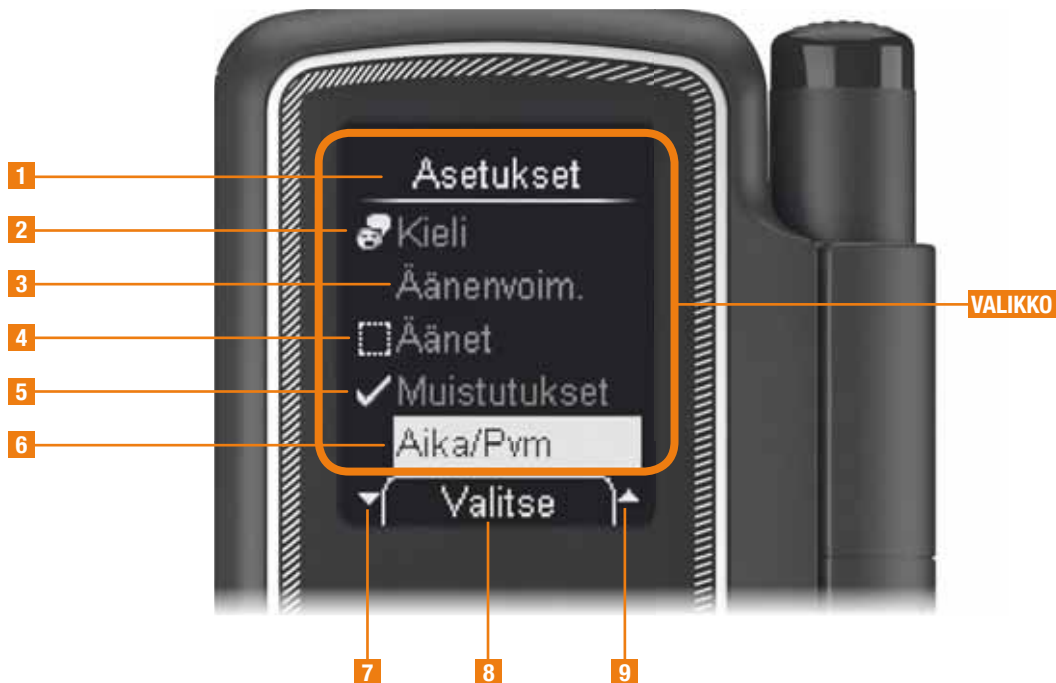 1
Asetukset
2
Kieli
3
Äänenvoim.
VALIKKO
4
Äänet
5
Muistutukset
6
Aika/Pvm
Valitse
7
8
9